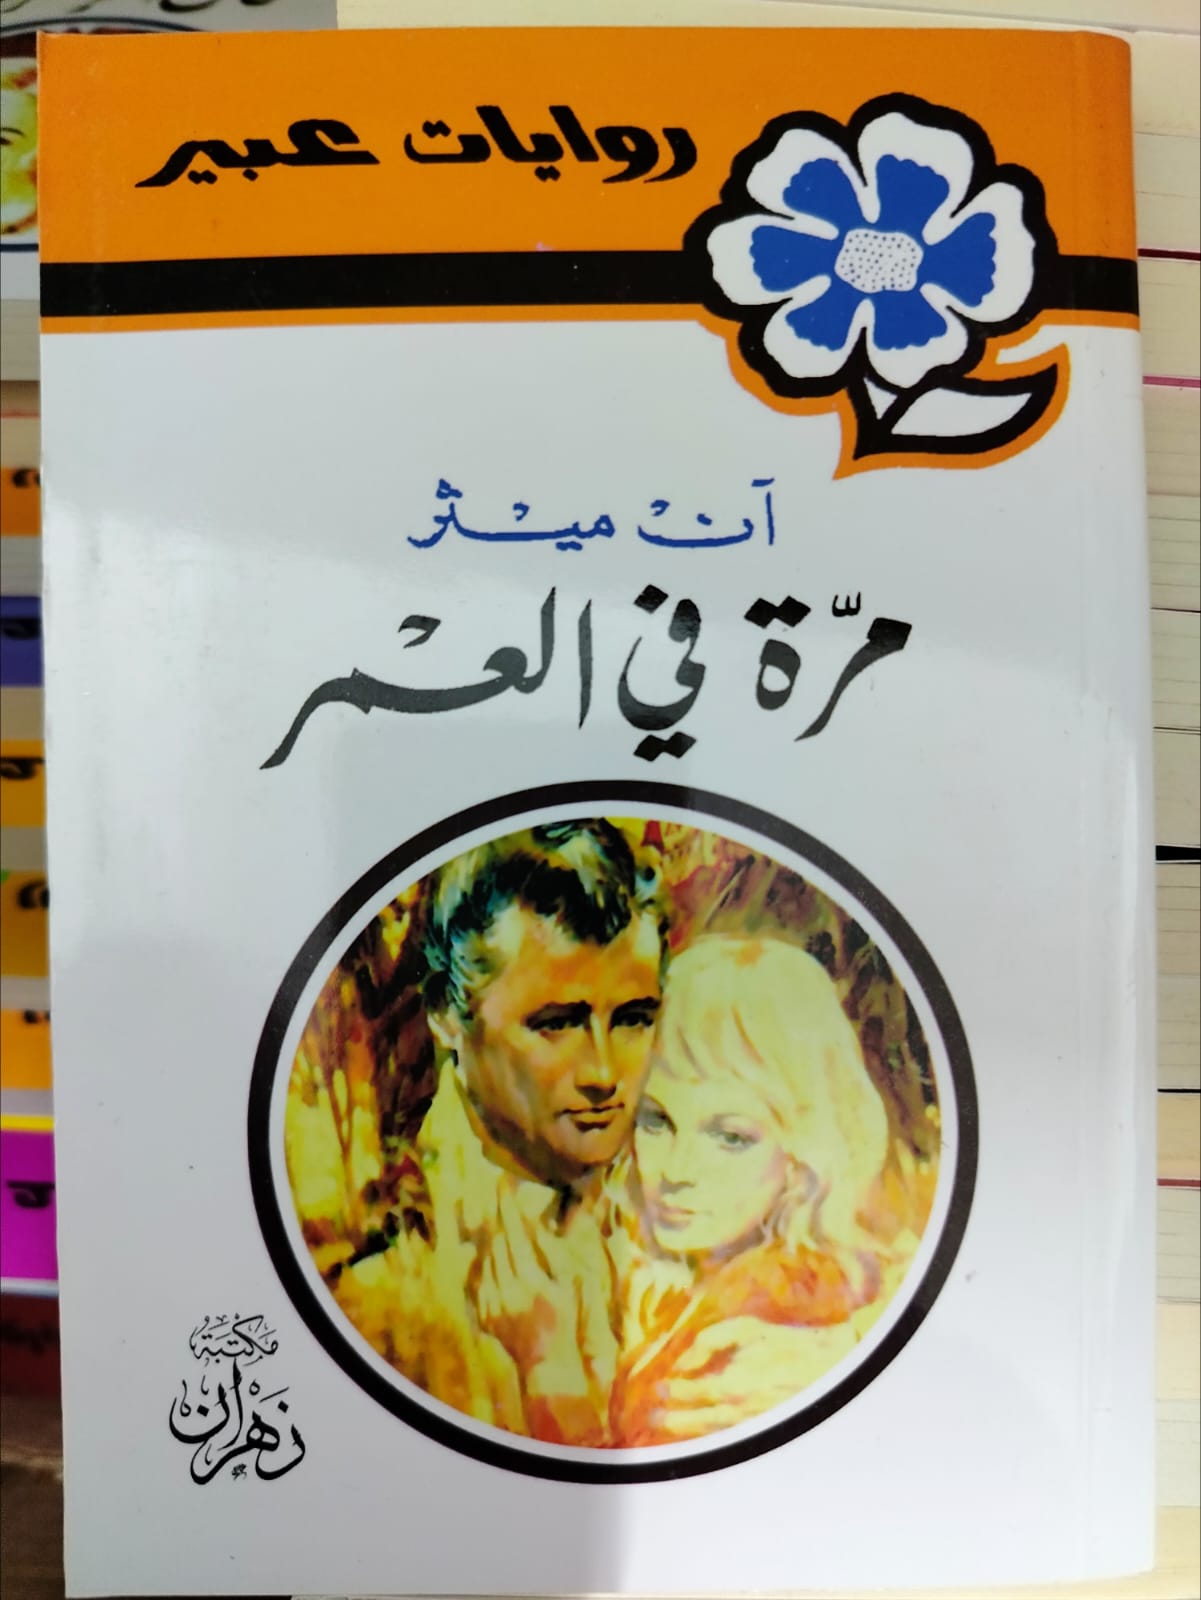 روايات عبير
آن ميثر
مرّة في العمر
مكتبة
زهران